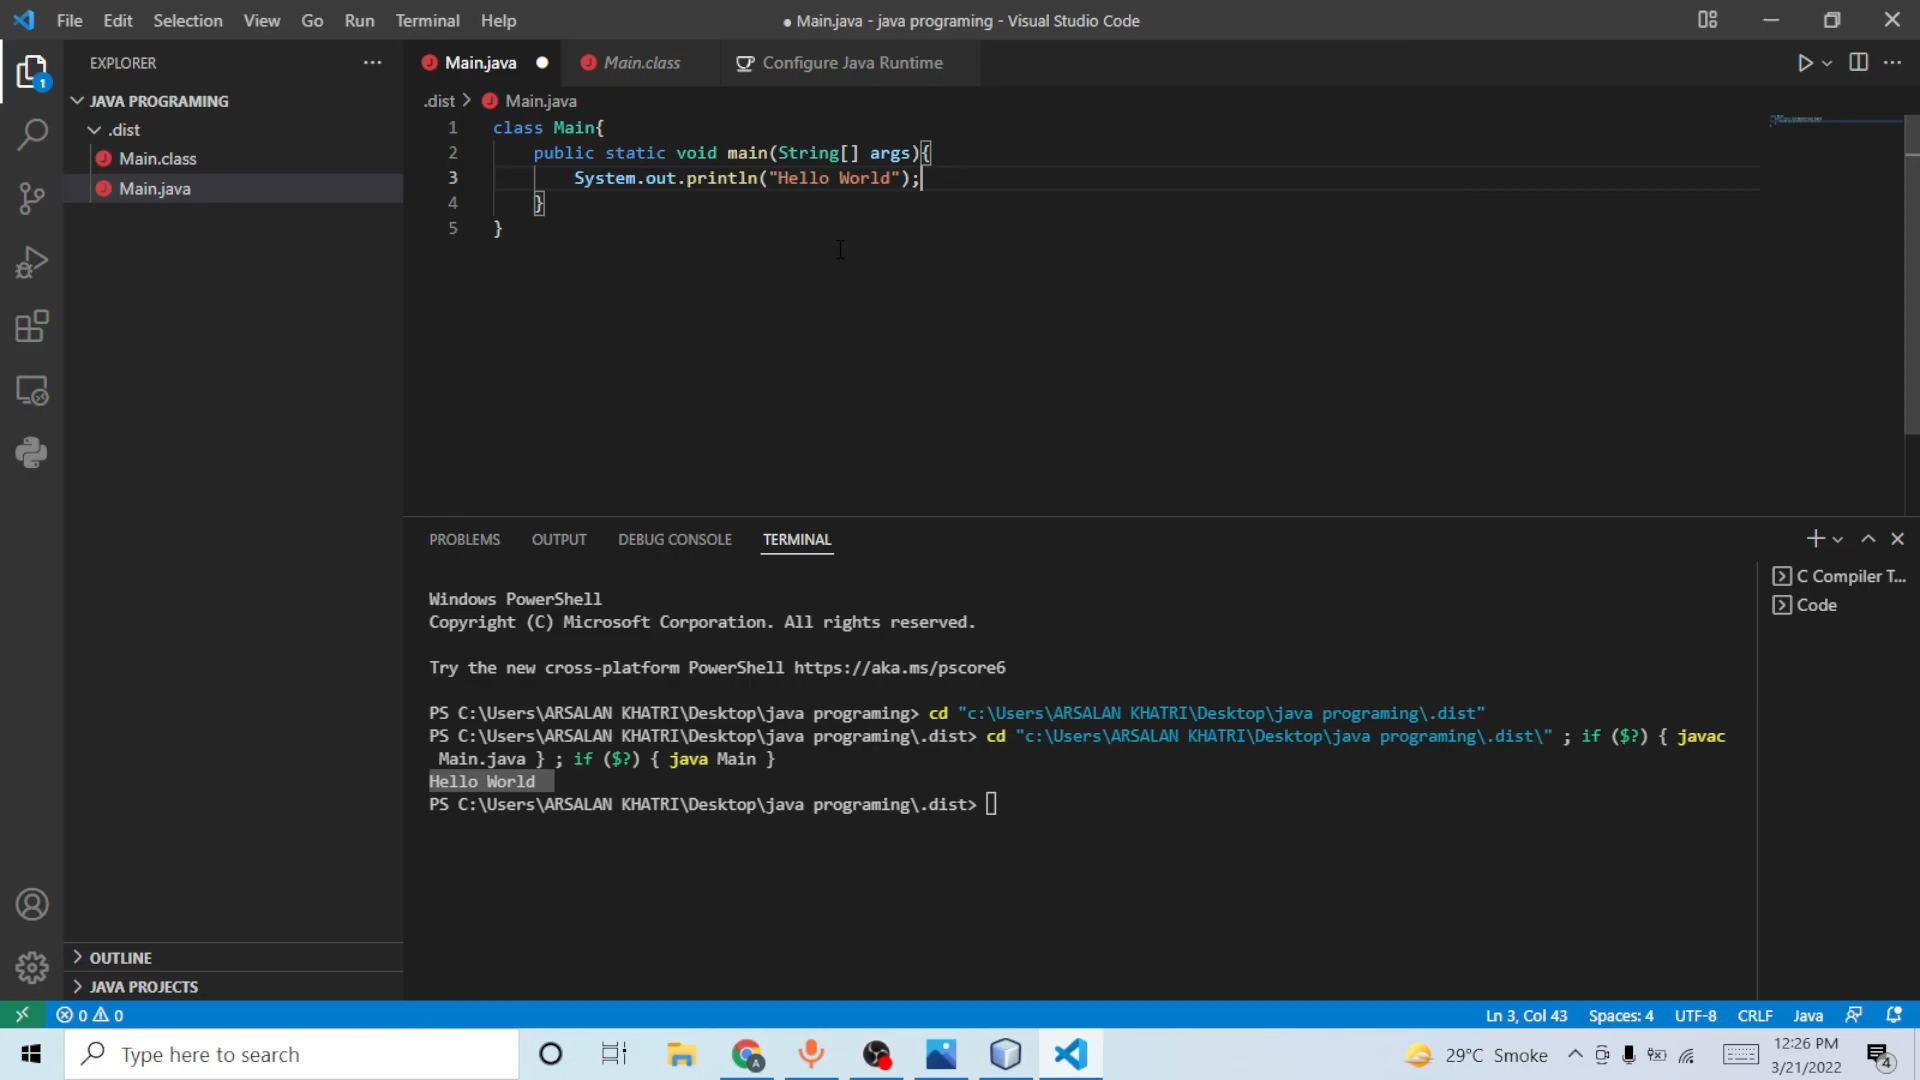 File Edit Selection View Go Run Terminal Help
● Main.java - java programing - Visual Studio Code
EXPLORER
JAVA PROGRAMING
.dist
Main.class
Main.java
OUTLINE
JAVA PROJECTS
1
Main.java
Main.class
Configure Java Runtime
.dist > Main.java
1 class Main{
2 public static void main(String[] args){
3 System.out.println("Hello World");
4 }
5 }
PROBLEMS OUTPUT DEBUG CONSOLE TERMINAL
Windows PowerShell
Copyright (C) Microsoft Corporation. All rights reserved.
Try the new cross-platform PowerShell https://aka.ms/pscore6
PS C:\Users\ARSALAN KHATRI\Desktop\java programing> cd "c:\Users\ARSALAN KHATRI\Desktop\java programing\.dist"
PS C:\Users\ARSALAN KHATRI\Desktop\java programing\.dist> cd "c:\Users\ARSALAN KHATRI\Desktop\java programing\.dist\" ; if ($?) { javac
Main.java } ; if ($?) { java Main }
Hello World
PS C:\Users\ARSALAN KHATRI\Desktop\java programing\.dist>
C Compiler T...
Code
0 0
Ln 3, Col 43 Spaces: 4 UTF-8 CRLF Java
Type here to search
A
29°C Smoke
12:26 PM
3/21/2022
4